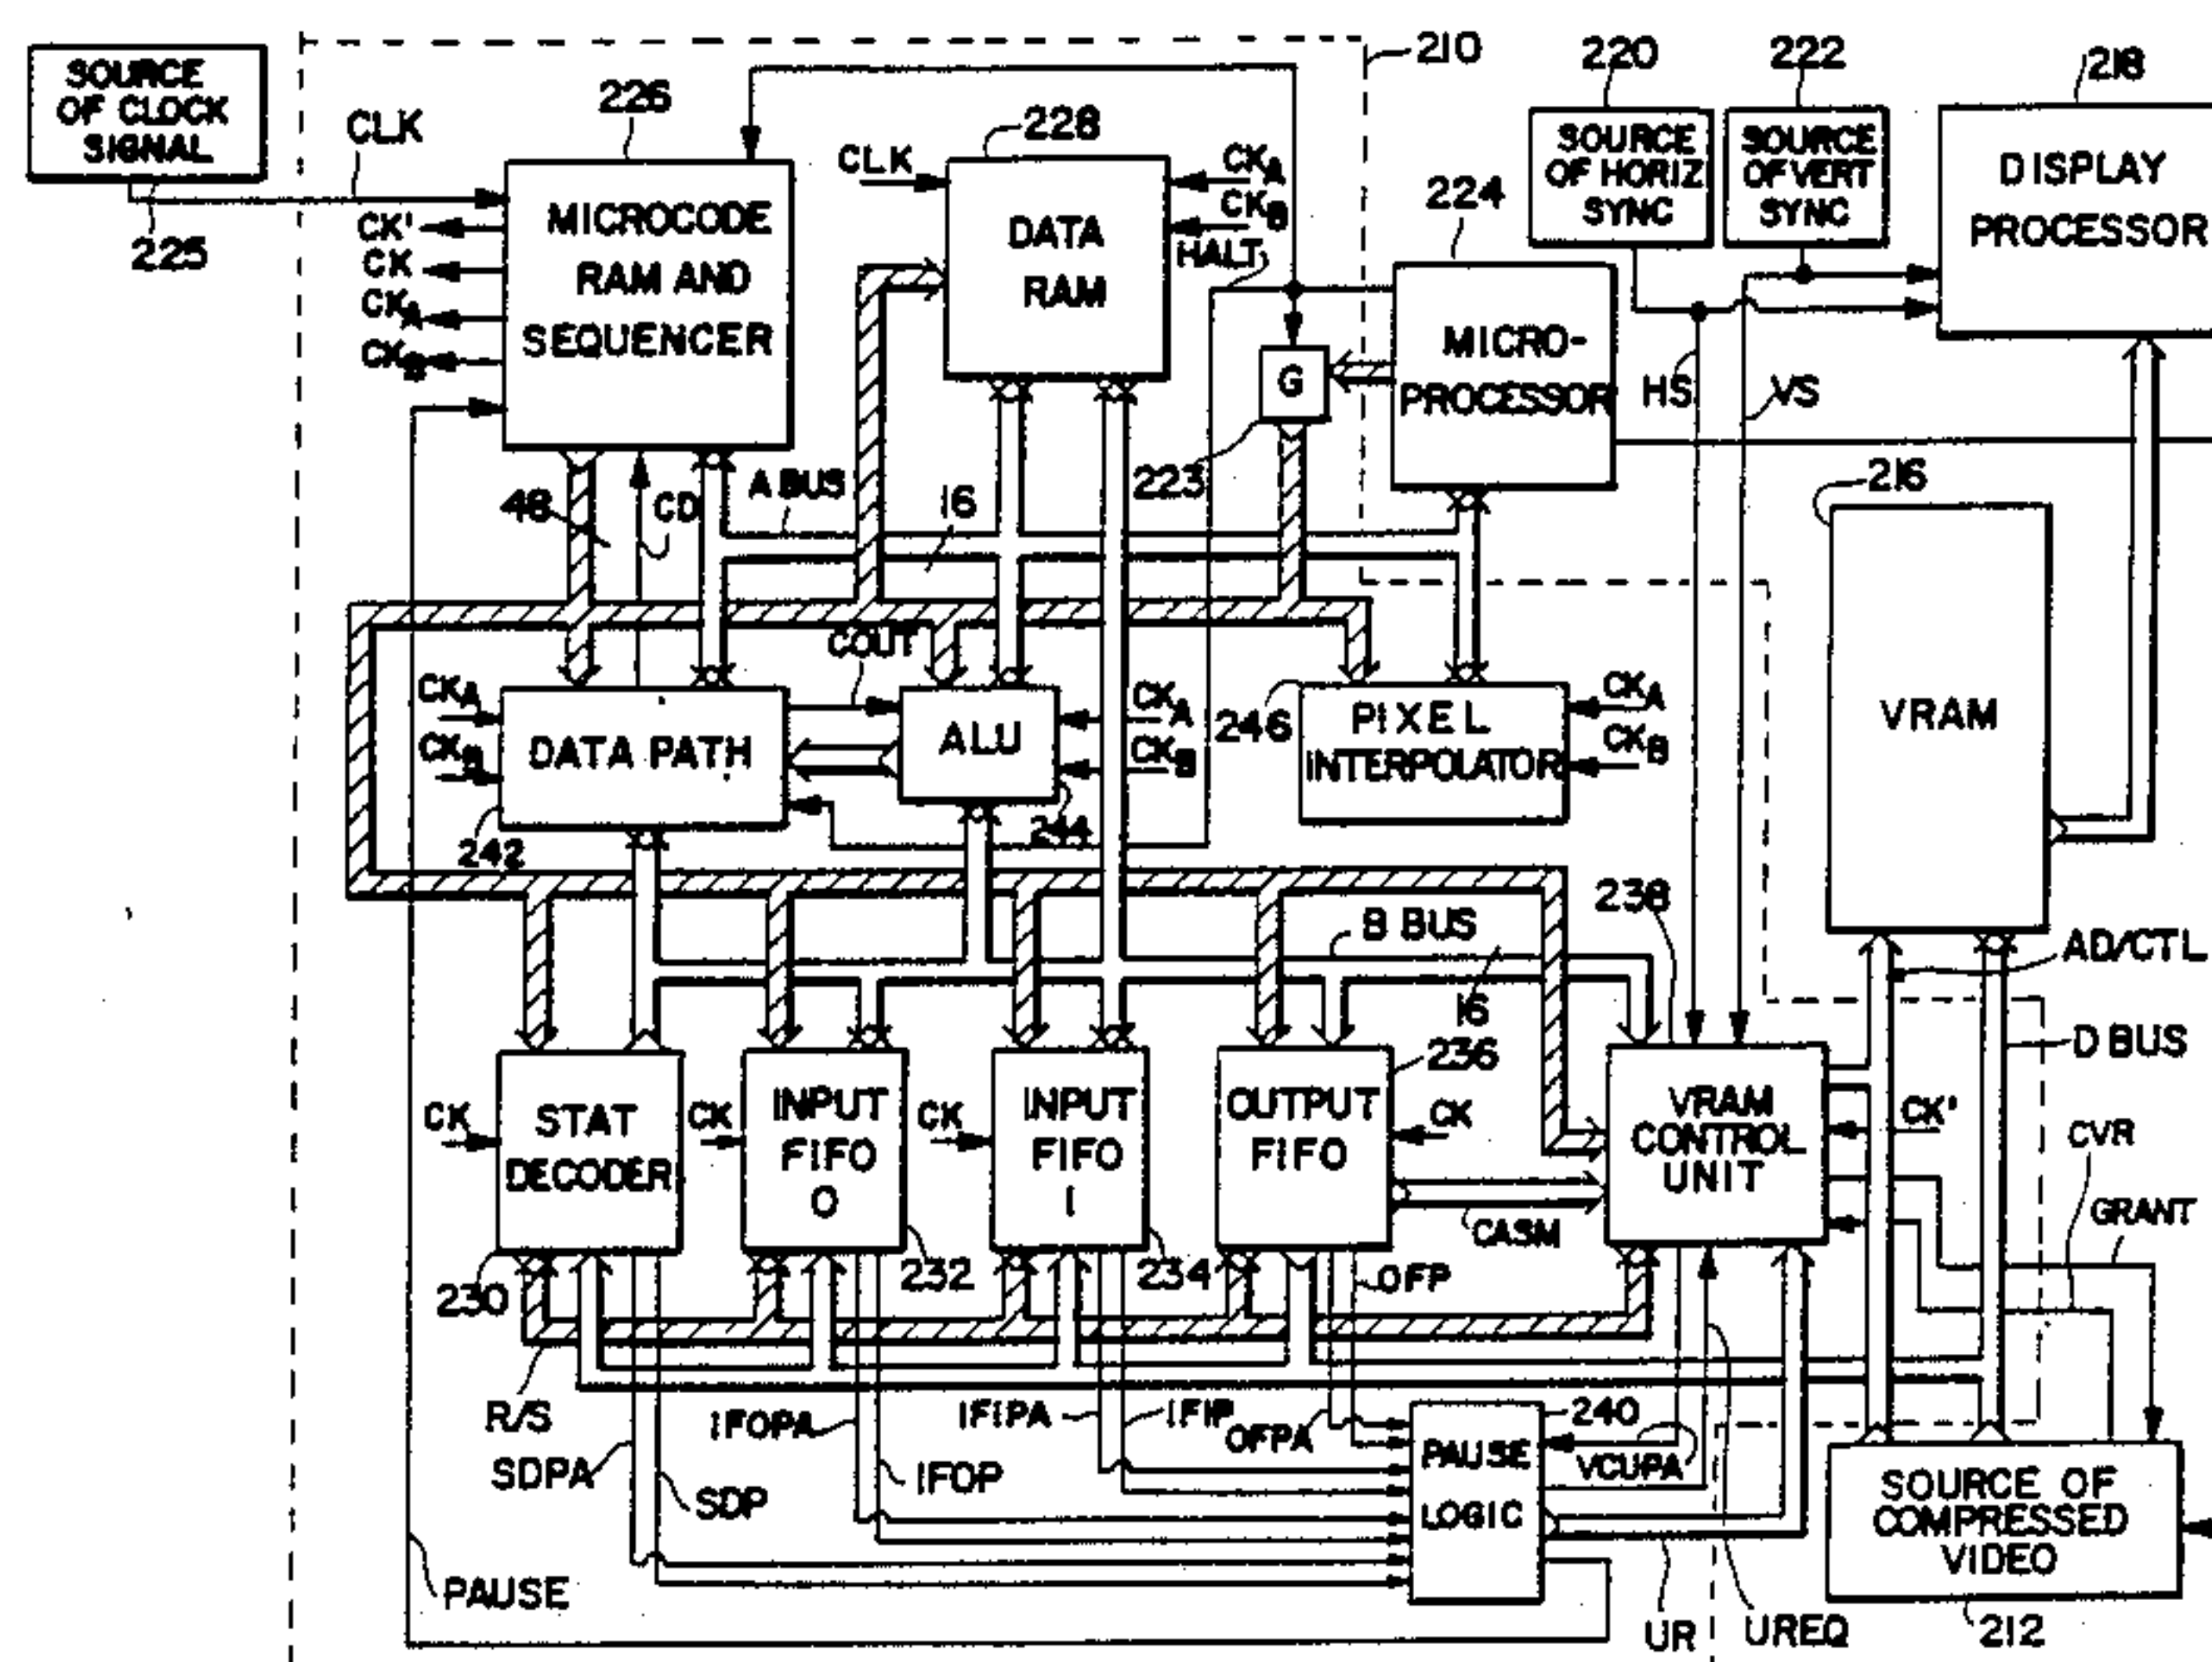 SOURCE
OF CLOCK
SIGNAL
225
CLK
210
226
MICROCODE
RAM AND
SEQUENCER
CK'
CK
CKA
CKB
228
CLK
CKA
CKB
DATA
RAM
HALT
G
223
224
MICRO-
PROCESSOR
220
SOURCE
OF HORIZ
SYNC
222
SOURCE
OF VERT
SYNC
218
DISPLAY
PROCESSOR
HS
VS
48
CD
A BUS
16
216
VRAM
COUT
CKA
CKB
DATA PATH
242
ALU
CKA
CKB
244
246
PIXEL
INTERPOLATOR
CKA
CKB
238
B BUS
16
AD/CTL
D BUS
CK
STAT
DECODER
230
CK
INPUT
FIFO
0
232
CK
INPUT
FIFO
1
234
OUTPUT
FIFO
236
CK
CASM
VRAM
CONTROL
UNIT
CK'
CVR
GRANT
OFP
R/S
SDPA
SDP
IFOPA
IFOP
IFIPA
IFIP
OFPA
240
PAUSE
LOGIC
VCUPA
SOURCE OF
COMPRESSED
VIDEO
212
PAUSE
UR
UREQ